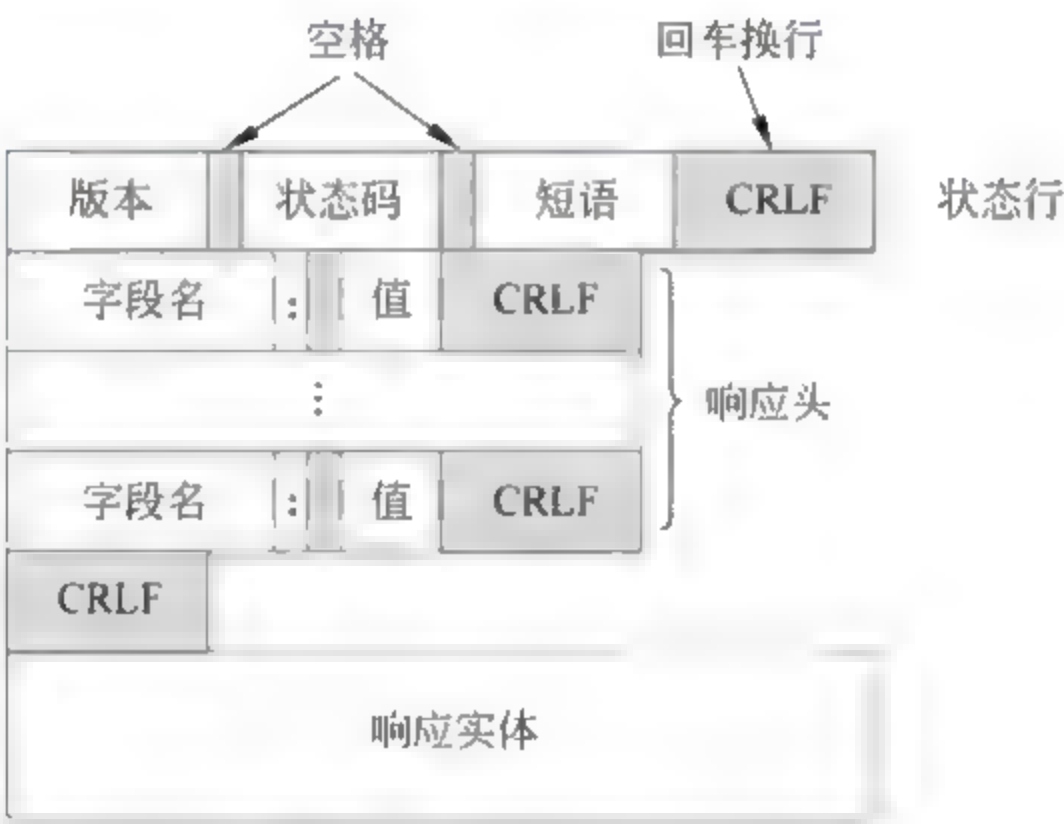 空格 回车换行
版本 状态码 短语 CRLF 状态行
字段名 : 值 CRLF
⋮
响应头
字段名 : 值 CRLF
CRLF
响应实体